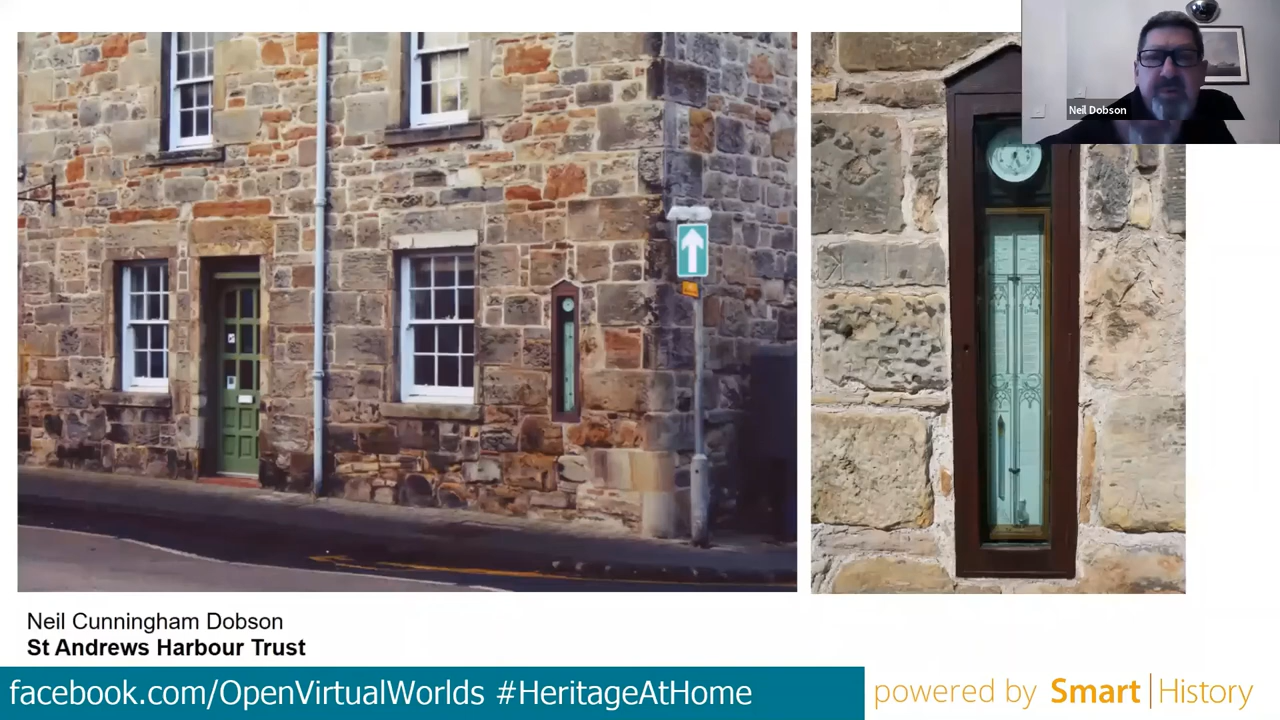 Neil Dobson
Neil Cunningham Dobson
St Andrews Harbour Trust
facebook.com/OpenVirtualWorlds #HeritageAtHome
powered by Smart|History